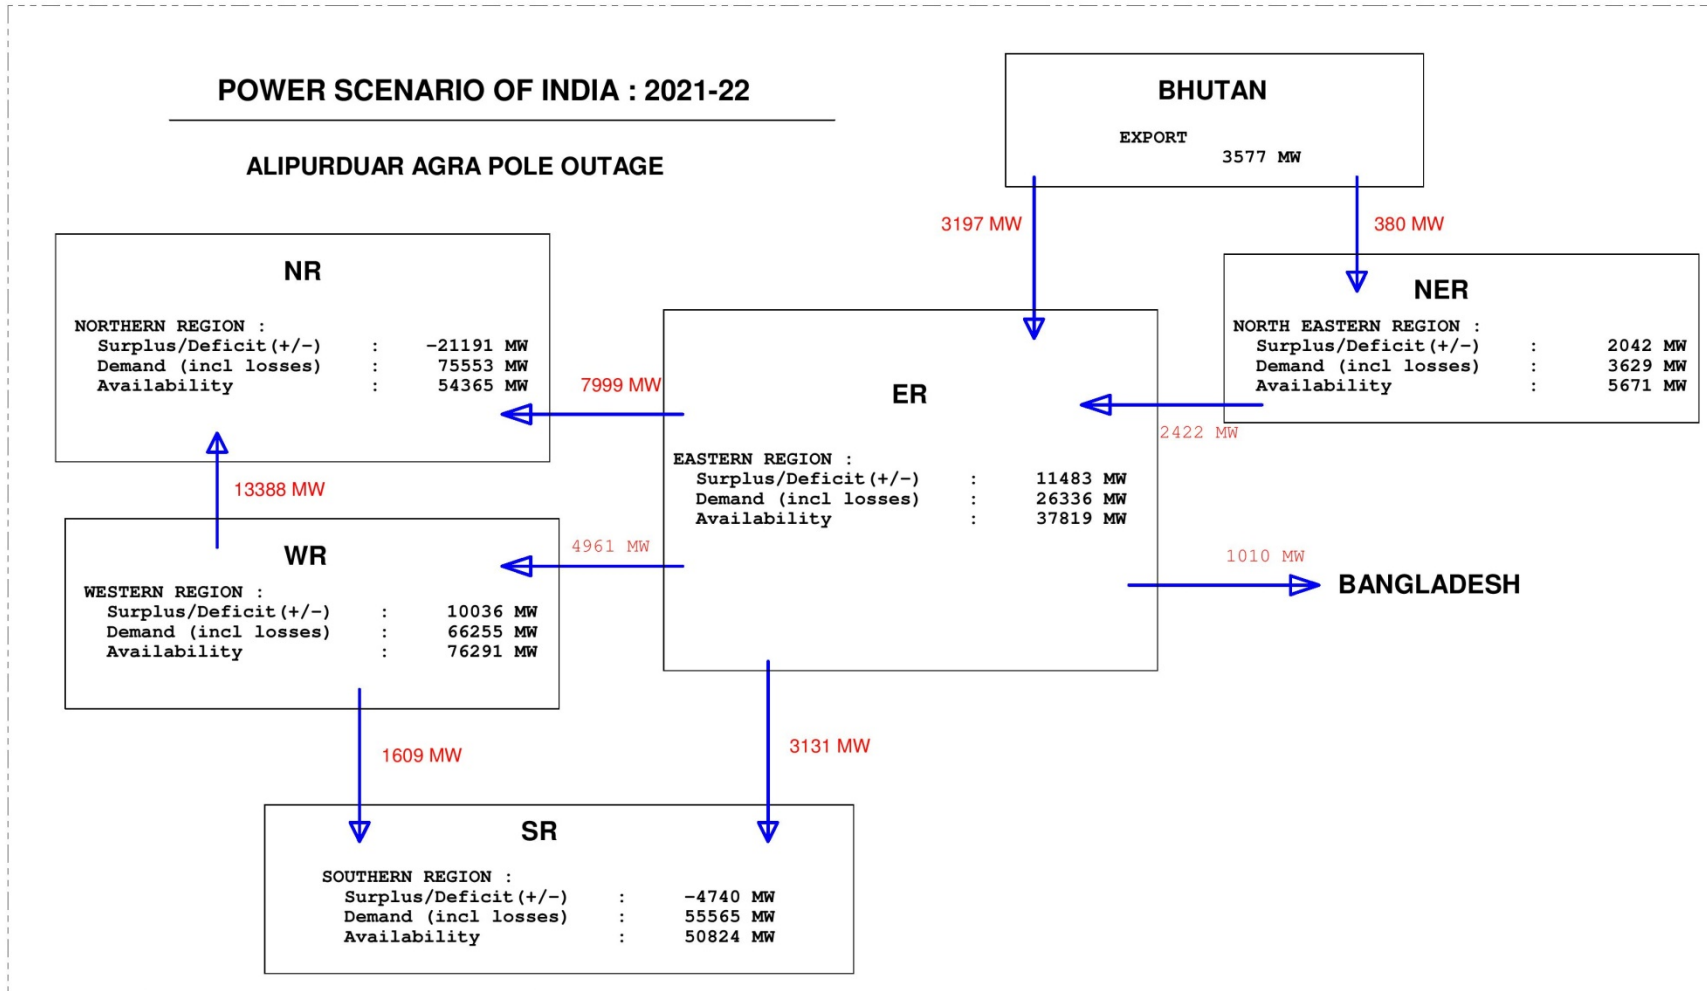 POWER SCENARIO OF INDIA : 2021-22
ALIPURDUAR AGRA POLE OUTAGE
BHUTAN
EXPORT
3577 MW
3197 MW
380 MW
NR
NORTHERN REGION :
Surplus/Deficit(+/-) : -21191 MW
Demand (incl losses) : 75553 MW
Availability : 54365 MW
7999 MW
13388 MW
NER
NORTH EASTERN REGION :
Surplus/Deficit(+/-) : 2042 MW
Demand (incl losses) : 3629 MW
Availability : 5671 MW
2422 MW
ER
EASTERN REGION :
Surplus/Deficit(+/-) : 11483 MW
Demand (incl losses) : 26336 MW
Availability : 37819 MW
4961 MW
1010 MW
BANGLADESH
WR
WESTERN REGION :
Surplus/Deficit(+/-) : 10036 MW
Demand (incl losses) : 66255 MW
Availability : 76291 MW
1609 MW
3131 MW
SR
SOUTHERN REGION :
Surplus/Deficit(+/-) : -4740 MW
Demand (incl losses) : 55565 MW
Availability : 50824 MW